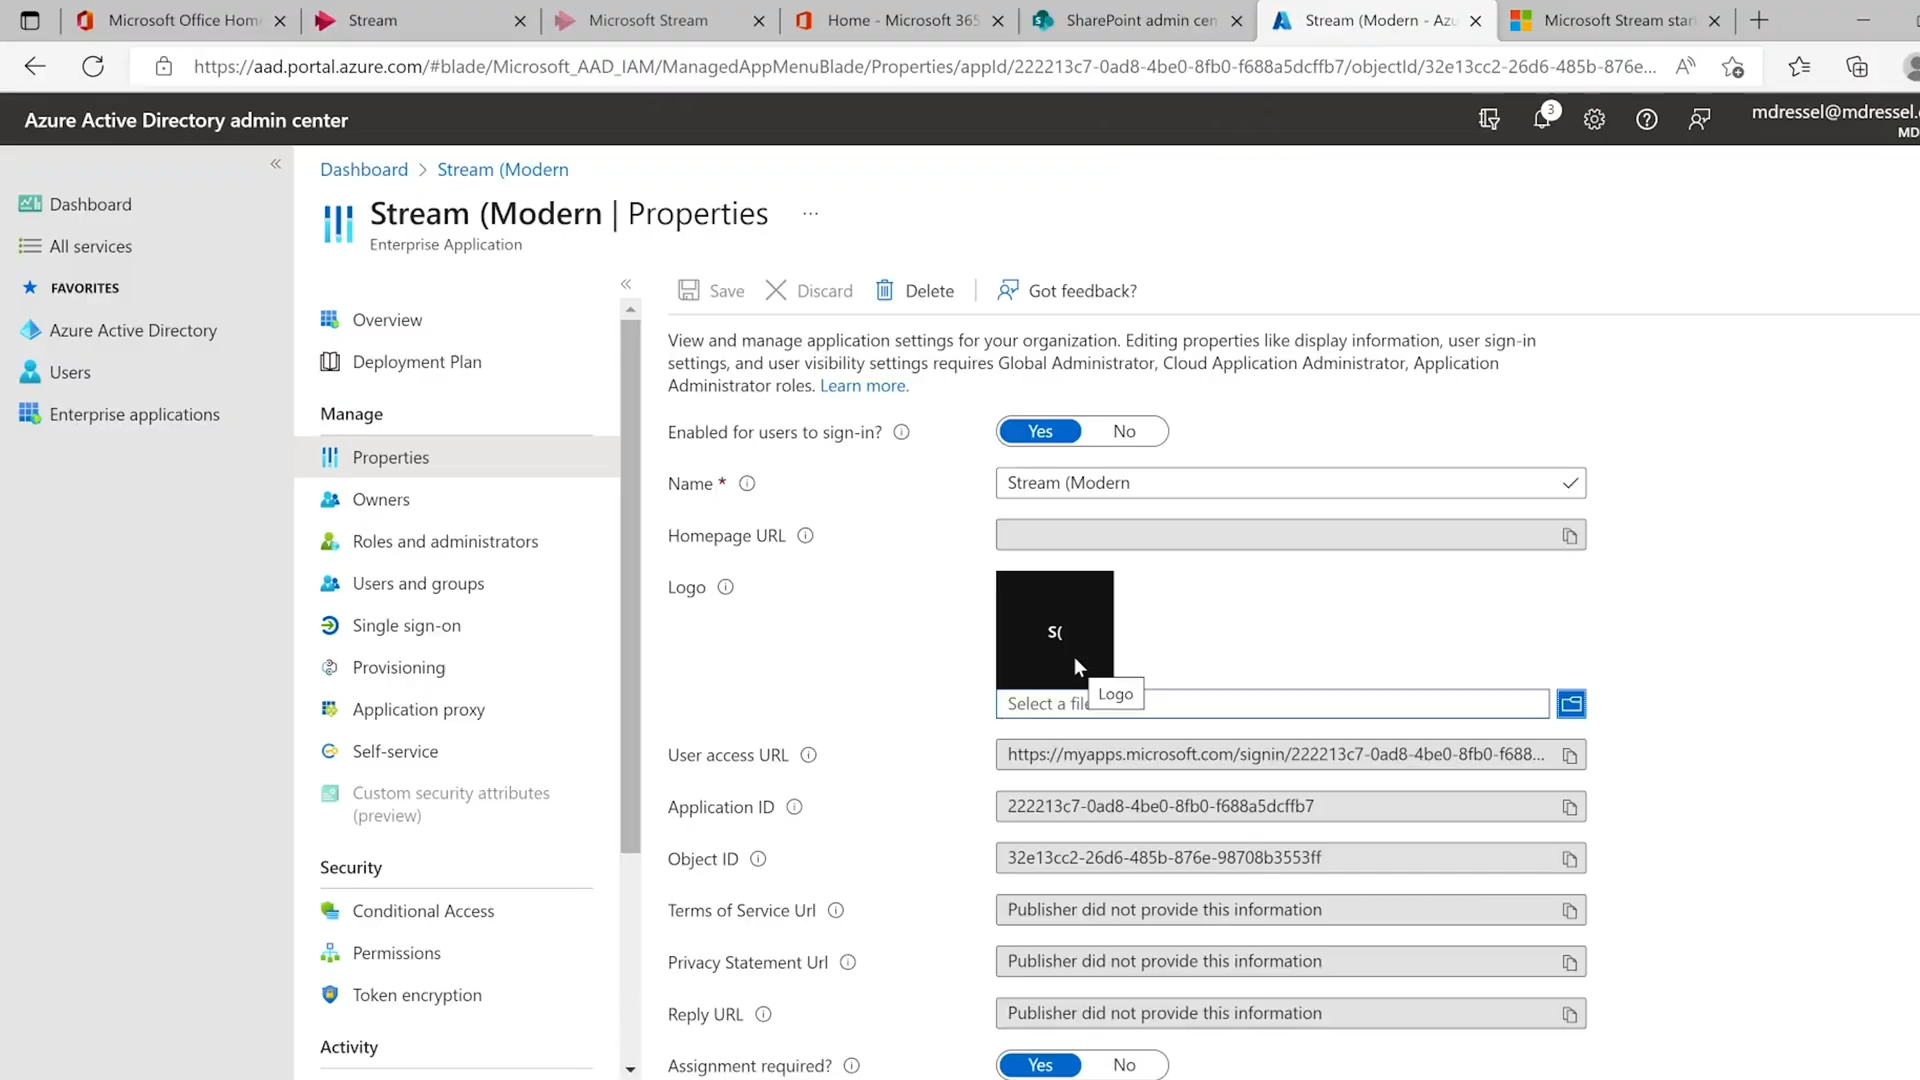 Microsoft Office Home
Stream
Microsoft Stream
Home - Microsoft 365
SharePoint admin cen
Stream (Modern - Azu
Microsoft Stream star
https://aad.portal.azure.com/#blade/Microsoft_AAD_IAM/ManagedAppMenuBlade/Properties/appId/222213c7-0ad8-4be0-8fb0-f688a5dcffb7/objectId/32e13cc2-26d6-485b-876e...
Azure Active Directory admin center
3
mdressel@mdressel.
MD
Dashboard
All services
FAVORITES
Azure Active Directory
Users
Enterprise applications
Dashboard > Stream (Modern
Stream (Modern | Properties ...
Enterprise Application
Overview
Deployment Plan
Manage
Properties
Owners
Roles and administrators
Users and groups
Single sign-on
Provisioning
Application proxy
Self-service
Custom security attributes
(preview)
Security
Conditional Access
Permissions
Token encryption
Activity
Save Discard Delete Got feedback?
View and manage application settings for your organization. Editing properties like display information, user sign-in
settings, and user visibility settings requires Global Administrator, Cloud Application Administrator, Application
Administrator roles. Learn more.
Enabled for users to sign-in? Yes No
Name * Stream (Modern
Homepage URL
Logo
S(
Logo
Select a file
User access URL https://myapps.microsoft.com/signin/222213c7-0ad8-4be0-8fb0-f688...
Application ID 222213c7-0ad8-4be0-8fb0-f688a5dcffb7
Object ID 32e13cc2-26d6-485b-876e-98708b3553ff
Terms of Service Url Publisher did not provide this information
Privacy Statement Url Publisher did not provide this information
Reply URL Publisher did not provide this information
Assignment required? Yes No